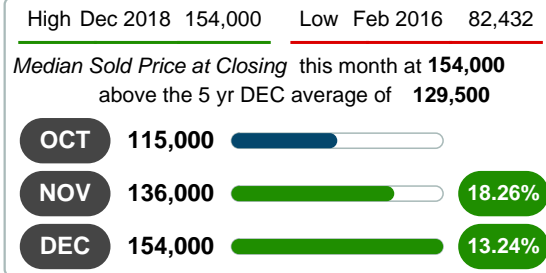 High Dec 2018 154,000 Low Feb 2016 82,432
Median Sold Price at Closing this month at 154,000
above the 5 yr DEC average of 129,500
OCT 115,000
NOV 136,000 18.26%
DEC 154,000 13.24%